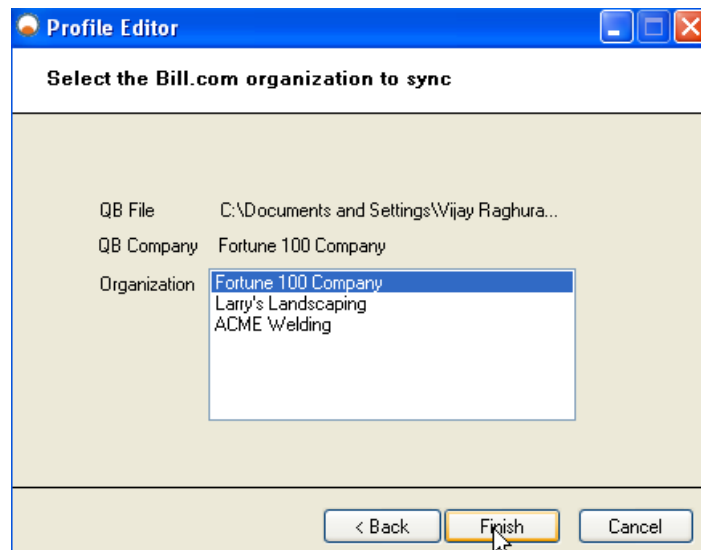 Profile Editor
Select the Bill.com organization to sync
QB File C:\Documents and Settings\Vijay Raghura...
QB Company Fortune 100 Company
Organization Fortune 100 Company
Larry's Landscaping
ACME Welding
< Back Finish Cancel